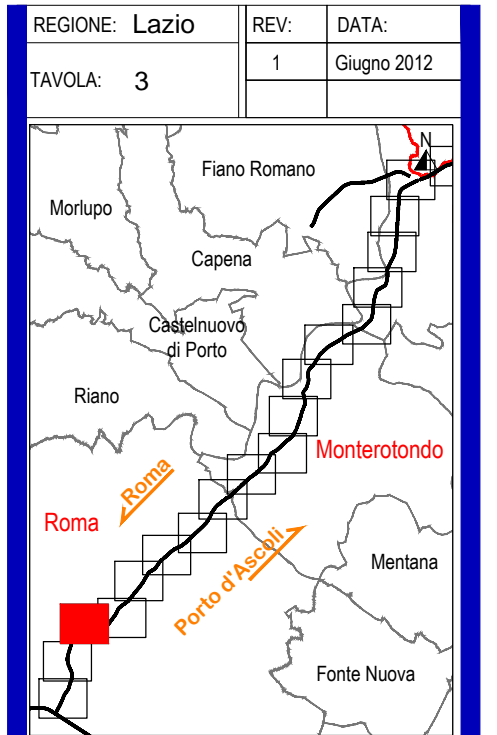 REGIONE: Lazio
REV:
DATA:
1
Giugno 2012
TAVOLA: 3
N
Fiano Romano
Morlupo
Capena
Castelnuovo
di Porto
Riano
Monterotondo
Roma
Roma
Porto d'Ascoli
Mentana
Fonte Nuova